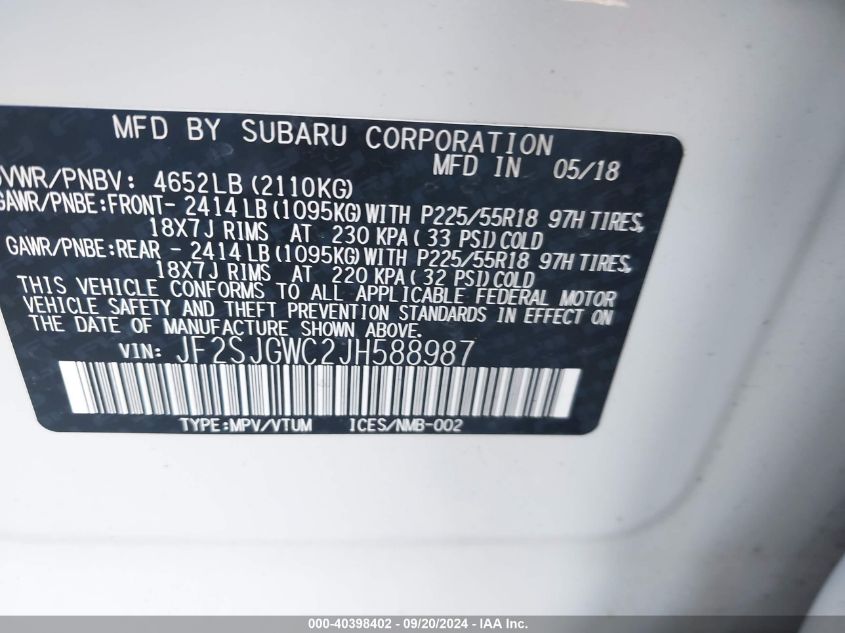 MFD BY SUBARU CORPORATION
MFD IN 05/18
GVWR/PNBV: 4652LB (2110KG)
GAWR/PNBE:FRONT- 2414 LB (1095KG) WITH P225/55R18 97H TIRES,
18X7J RIMS AT 230 KPA ( 33 PSI) COLD
GAWR/PNBE:REAR - 2414 LB (1095KG) WITH P225/55R18 97H TIRES,
18X7J RIMS AT 220 KPA ( 32 PSI) COLD
THIS VEHICLE CONFORMS TO ALL APPLICABLE FEDERAL MOTOR
VEHICLE SAFETY AND THEFT PREVENTION STANDARDS IN EFFECT ON
THE DATE OF MANUFACTURE SHOWN ABOVE.
VIN: JF2SJGWC2JH588987
TYPE:MPV/VTUM ICES/NMB-002
000-40398402 - 09/20/2024 - IAA Inc.